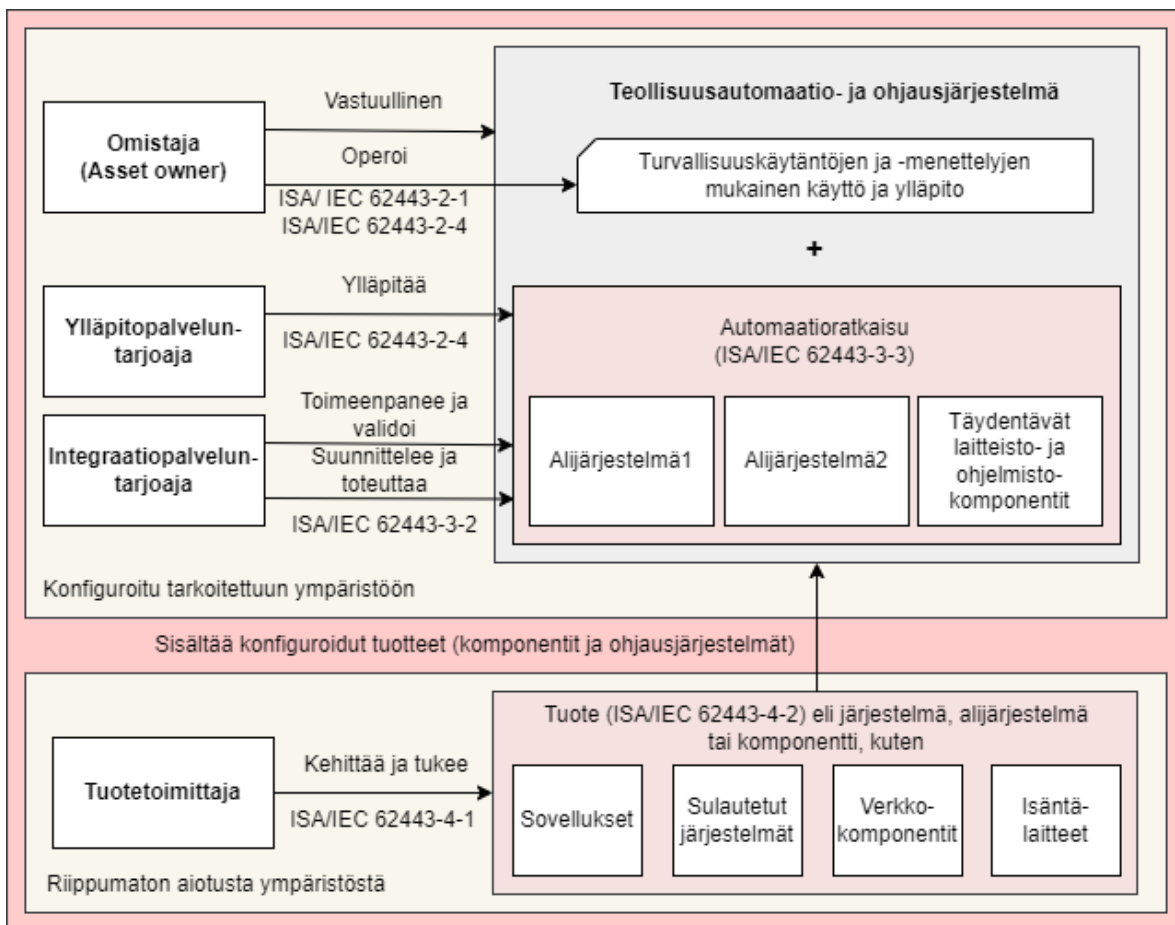 Teollisuusautomaatio- ja ohjausjärjestelmä
Omistaja
(Asset owner)
Vastuullinen
Operoi
ISA/ IEC 62443-2-1
ISA/IEC 62443-2-4
Turvallisuuskäytäntöjen ja -menettelyjen
mukainen käyttö ja ylläpito
+
Ylläpitopalvelun-
tarjoaja
Ylläpitää
ISA/IEC 62443-2-4
Automaatioratkaisu
(ISA/IEC 62443-3-3)
Integraatiopalvelun-
tarjoaja
Toimeenpanee ja
validoi
Suunnittelee ja
toteuttaa
ISA/IEC 62443-3-2
Alijärjestelmä1
Alijärjestelmä2
Täydentävät
laitteisto- ja
ohjelmisto-
komponentit
Konfiguroitu tarkoitettuun ympäristöön
Sisältää konfiguroidut tuotteet (komponentit ja ohjausjärjestelmät)
Tuote (ISA/IEC 62443-4-2) eli järjestelmä, alijärjestelmä
tai komponentti, kuten
Tuotetoimittaja
Kehittää ja tukee
ISA/IEC 62443-4-1
Sovellukset
Sulautetut
järjestelmät
Verkko-
komponentit
Isäntä-
laitteet
Riippumaton aiotusta ympäristöstä